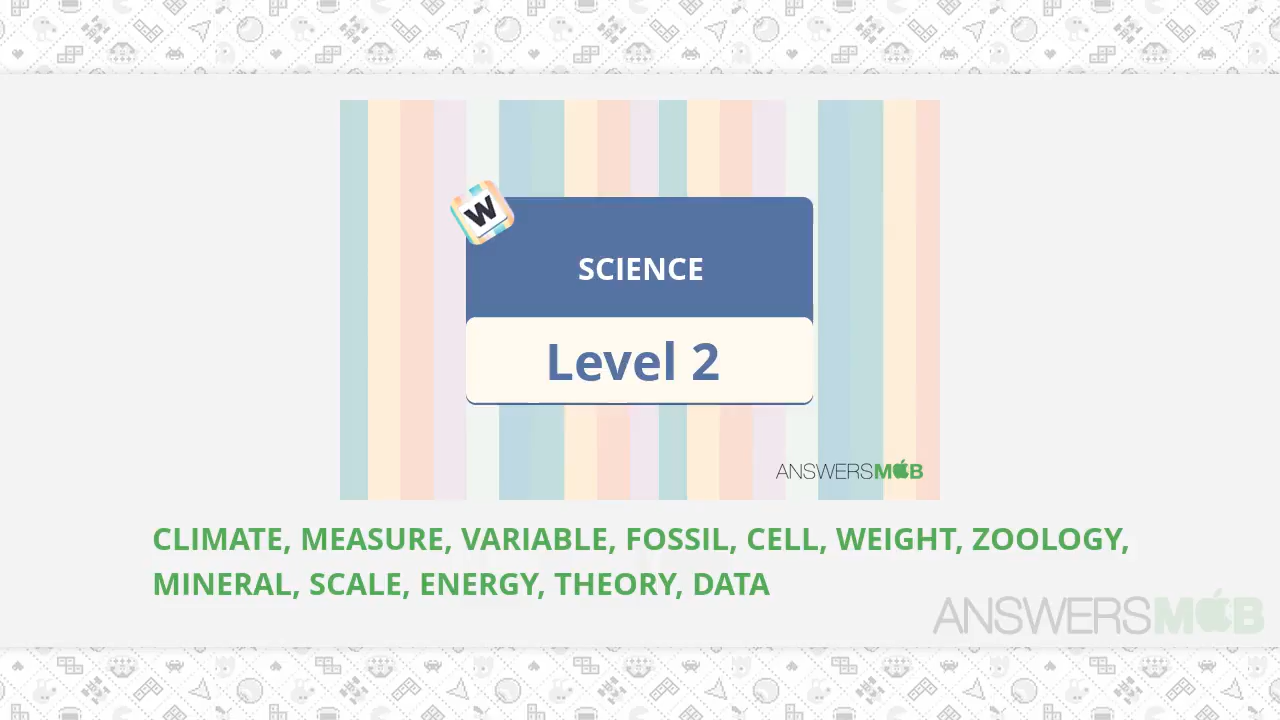 W
SCIENCE
Level 2
ANSWERSMOB
CLIMATE, MEASURE, VARIABLE, FOSSIL, CELL, WEIGHT, ZOOLOGY,
MINERAL, SCALE, ENERGY, THEORY, DATA
ANSWERSMOB